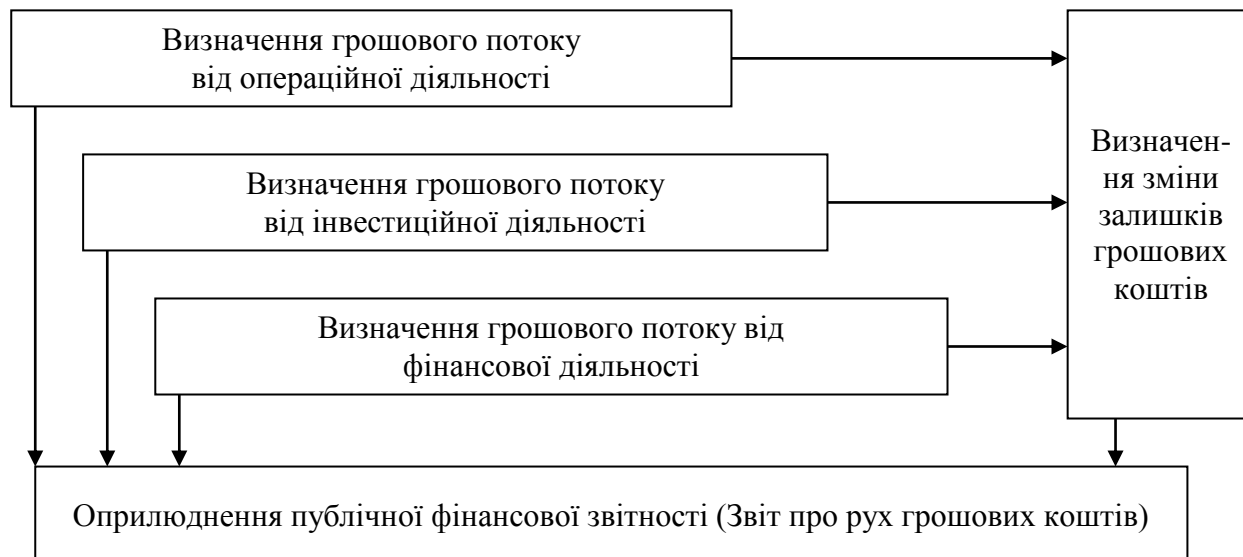 Визначення грошового потоку
від операційної діяльності
Визначення грошового потоку
від інвестиційної діяльності
Визначення грошового потоку від
фінансової діяльності
Визначен-
ня зміни
залишків
грошових
коштів
Оприлюднення публічної фінансової звітності (Звіт про рух грошових коштів)